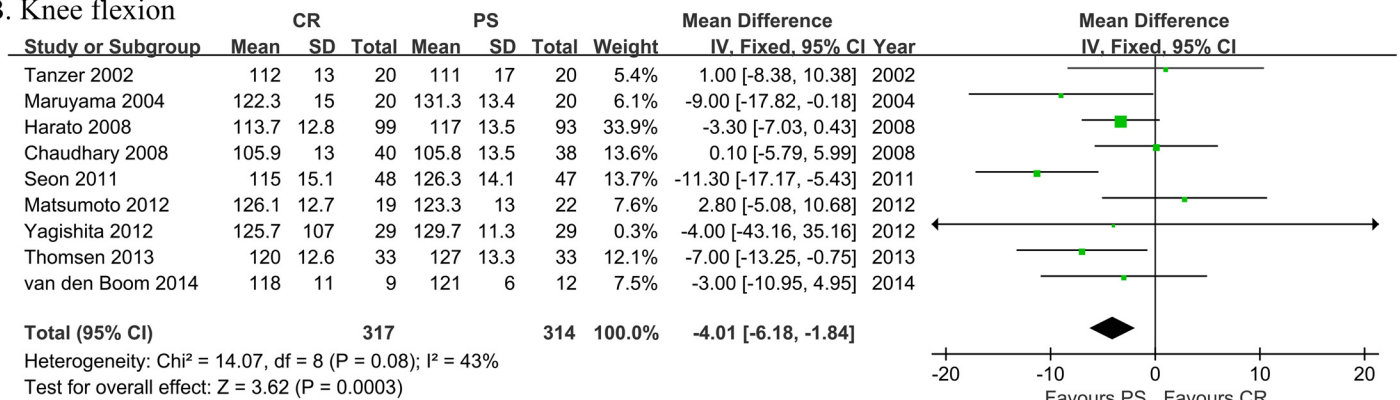 3. Knee flexion
CR PS Mean Difference Mean Difference
Study or Subgroup Mean SD Total Mean SD Total Weight IV, Fixed, 95% CI Year IV, Fixed, 95% CI
Tanzer 2002 112 13 20 111 17 20 5.4% 1.00 [-8.38, 10.38] 2002
Maruyama 2004 122.3 15 20 131.3 13.4 20 6.1% -9.00 [-17.82, -0.18] 2004
Harato 2008 113.7 12.8 99 117 13.5 93 33.9% -3.30 [-7.03, 0.43] 2008
Chaudhary 2008 105.9 13 40 105.8 13.5 38 13.6% 0.10 [-5.79, 5.99] 2008
Seon 2011 115 15.1 48 126.3 14.1 47 13.7% -11.30 [-17.17, -5.43] 2011
Matsumoto 2012 126.1 12.7 19 123.3 13 22 7.6% 2.80 [-5.08, 10.68] 2012
Yagishita 2012 125.7 107 29 129.7 11.3 29 0.3% -4.00 [-43.16, 35.16] 2012
Thomsen 2013 120 12.6 33 127 13.3 33 12.1% -7.00 [-13.25, -0.75] 2013
van den Boom 2014 118 11 9 121 6 12 7.5% -3.00 [-10.95, 4.95] 2014
Total (95% CI) 317 314 100.0% -4.01 [-6.18, -1.84]
Heterogeneity: Chi² = 14.07, df = 8 (P = 0.08); I² = 43%
Test for overall effect: Z = 3.62 (P = 0.0003)
-20 -10 0 10 20
Favours PS Favours CR